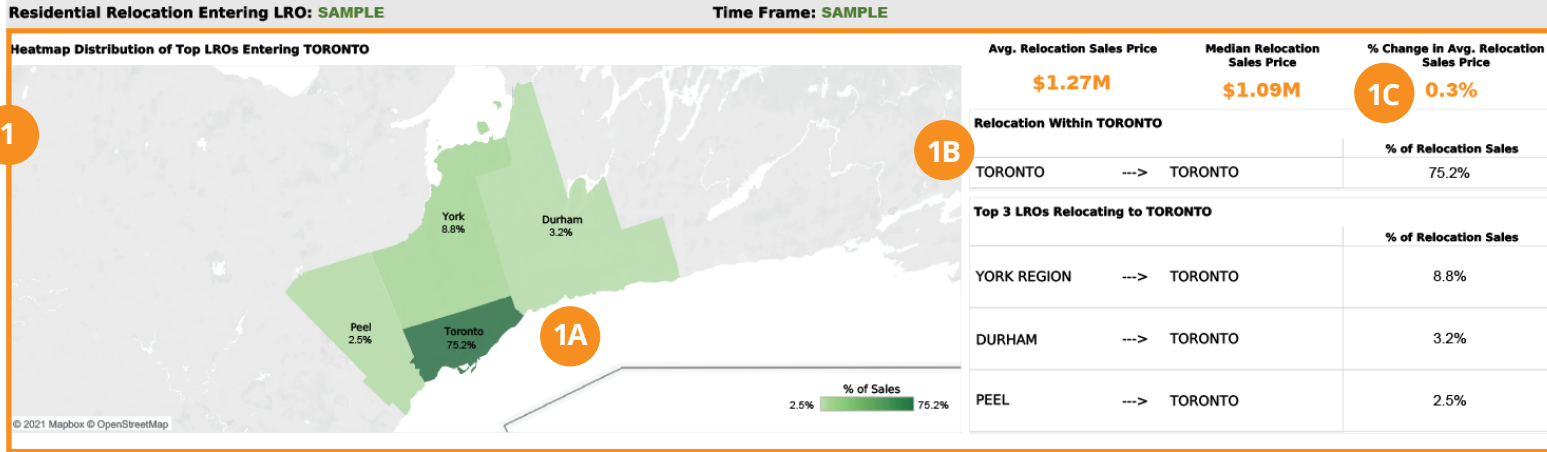 Residential Relocation Entering LRO: SAMPLE
Time Frame: SAMPLE
Heatmap Distribution of Top LROs Entering TORONTO
1
York
8.8%
Durham
3.2%
Peel
2.5%
Toronto
75.2%
1A
% of Sales
2.5% 75.2%
© 2021 Mapbox © OpenStreetMap
Avg. Relocation Sales Price
$1.27M
Median Relocation
Sales Price
$1.09M
% Change in Avg. Relocation
Sales Price
1C
0.3%
1B
Relocation Within TORONTO
% of Relocation Sales
TORONTO ---> TORONTO 75.2%
Top 3 LROs Relocating to TORONTO
% of Relocation Sales
YORK REGION ---> TORONTO 8.8%
DURHAM ---> TORONTO 3.2%
PEEL ---> TORONTO 2.5%